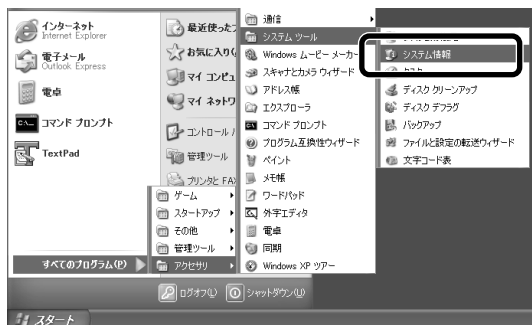 インターネット
Internet Explorer
電子メール
Outlook Express
電卓
コマンド プロンプト
TextPad
すべてのプログラム(P)
最近使った
お気に入り(
マイ コンピュ
マイ ネットワ
コントロール
管理ツール
プリンタと FAX
ゲーム
スタートアップ
その他
管理ツール
アクセサリ
通信
システム ツール
Windows ムービー メーカー
スキャナとカメラ ウィザード
アドレス帳
エクスプローラ
コマンド プロンプト
プログラム互換性ウィザード
ペイント
メモ帳
ワードパッド
外字エディタ
電卓
同期
Windows XP ツアー
システム情報
ディスク クリーンアップ
ディスク デフラグ
バックアップ
ファイルと設定の転送ウィザード
文字コード表
ログオフ(L)
シャットダウン(U)
スタート